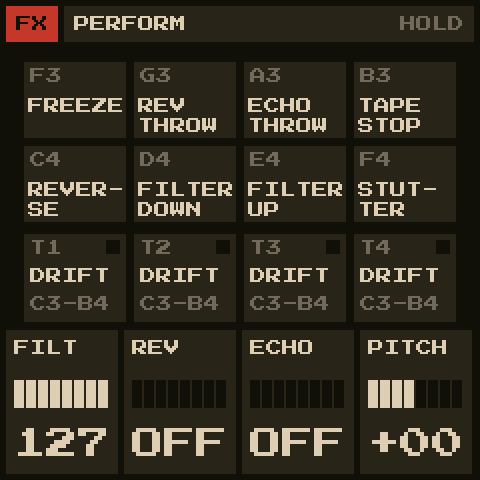 FX PERFORM HOLD
F3 G3 A3 B3
FREEZE REV ECHO TAPE
THROW THROW STOP
C4 D4 E4 F4
REVER- FILTER FILTER STUT-
SE DOWN UP TER
T1 T2 T3 T4
DRIFT DRIFT DRIFT DRIFT
C3-B4 C3-B4 C3-B4 C3-B4
FILT REV ECHO PITCH
127 OFF OFF +00